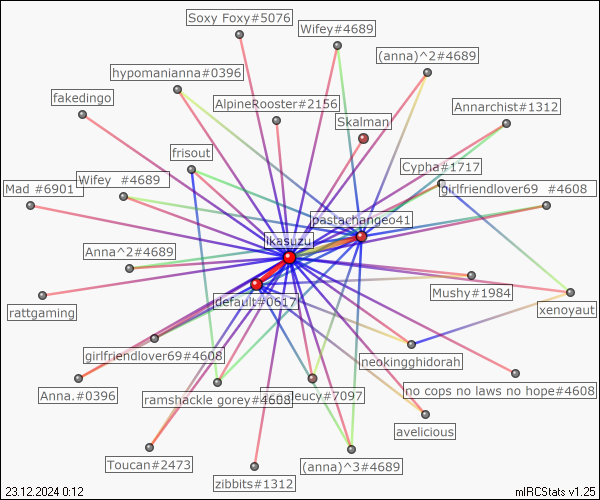 Soxy Foxy#5076
Wifey#4689
(anna)^2#4689
hypomanianna#0396
fakedingo
AlpineRooster#2156
Annarchist#1312
Skalman
frisout
Cypha#1717
Wifey _#4689
girlfriendlover69_#4608
Mad #6901
pastachangeo41
ikasuzu
Anna^2#4689
Mushy#1984
default#0617
xenoyaut
rattgaming
girlfriendlover69#4608
neokingghidorah
Anna.#0396
ramshackle gorey#4608
deucy#7097
no cops no laws no hope#4608
avelicious
Toucan#2473
(anna)^3#4689
zibbits#1312
23.12.2024 0:12
mIRCStats v1.25